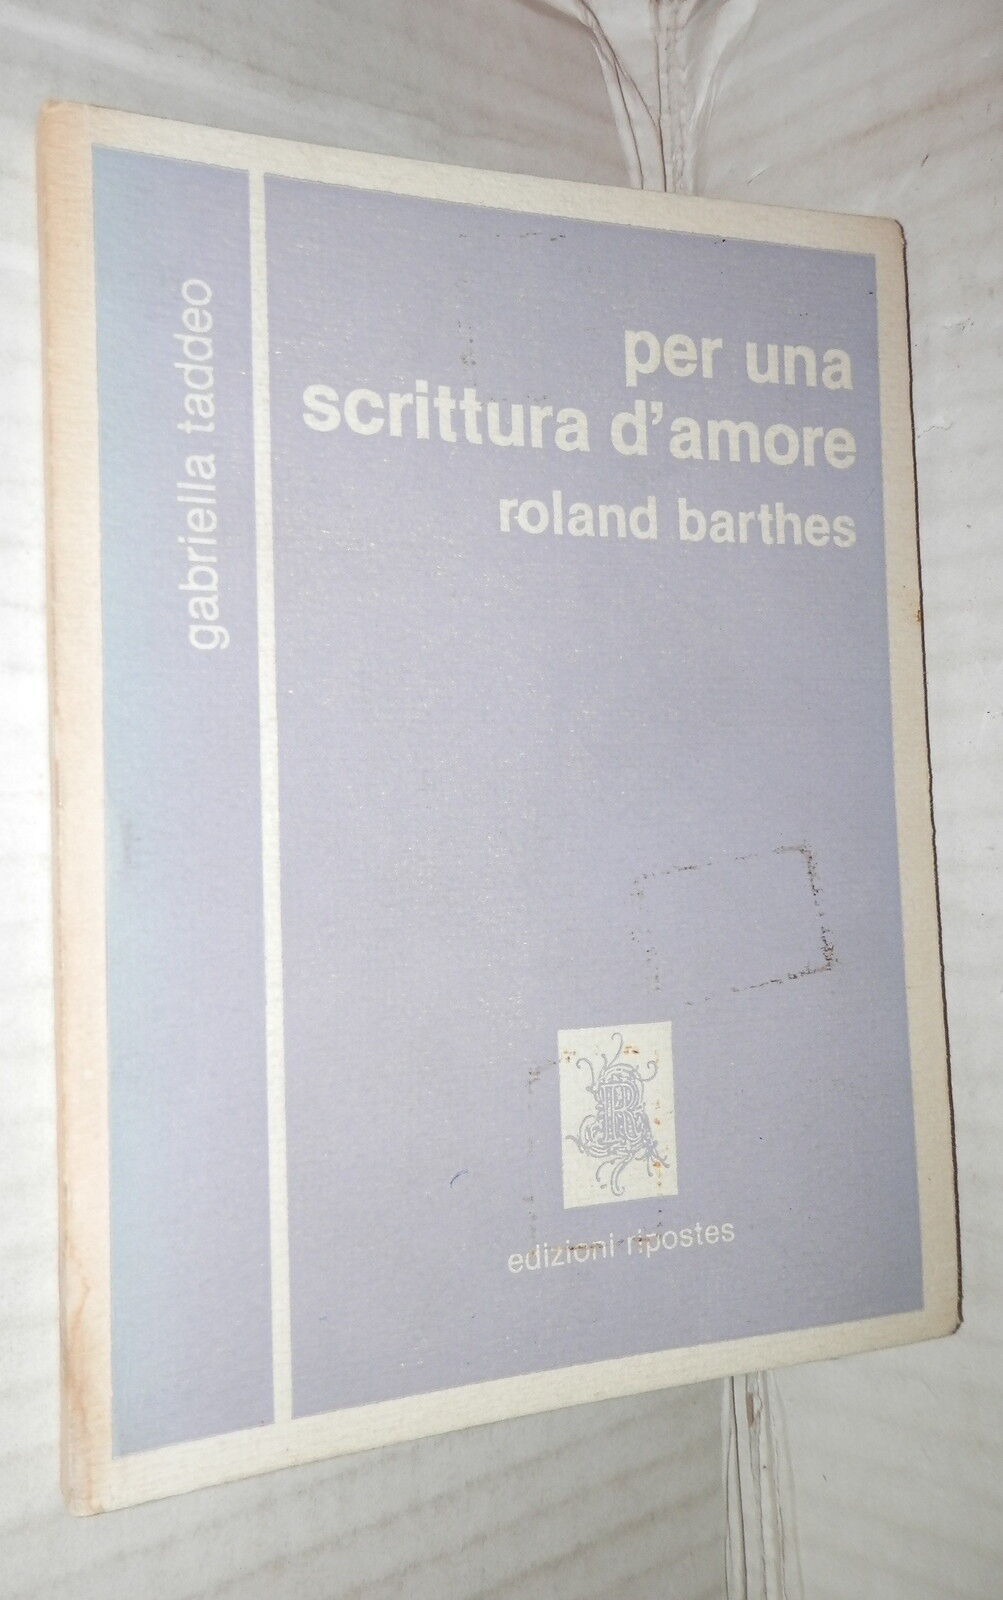 gabriella taddeo
per una
scrittura d'amore
roland barthes
R
edizioni ripostes